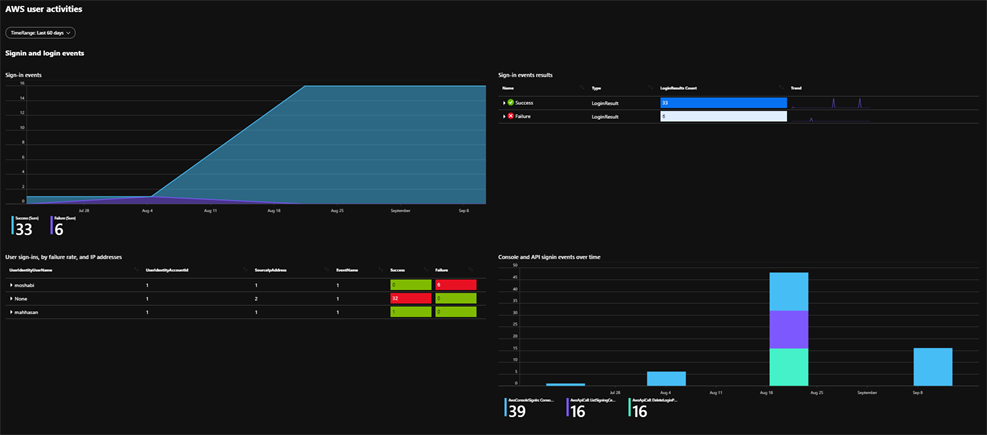 AWS user activities
TimeRange: Last 60 days
Signin and login events
Sign-in events
16
14
12
10
8
6
4
2
0
Jul 28
Aug 4
Aug 11
Aug 18
Aug 25
September
Sep 8
Success (Sum)
33
Failure (Sum)
6
Sign-in events results
Name Type LoginResults Count Trend
Success LoginResult 33
Failure LoginResult 6
User sign-ins, by failure rate, and IP addresses
UserIdentityUserName UserIdentityAccountId SourceIpAddress EventName Success Failure
moshabi 1 1 1 0 6
None 1 2 1 32 0
mahhasan 1 1 1 1 0
Console and API signin events over time
50
45
40
35
30
25
20
15
10
5
0
Jul 28
Aug 4
Aug 11
Aug 18
Aug 25
September
Sep 8
AwsConsoleSignIn Conso...
39
AwsApiCall ListSigningCe...
16
AwsApiCall DeleteLoginP...
16